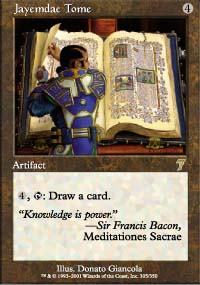 Jayemdae Tome 4
Artifact 7
4, : Draw a card.
"Knowledge is power."
—Sir Francis Bacon,
Meditationes Sacrae
Illus. Donato Giancola
™ & © 1993-2001 Wizards of the Coast, Inc. 305/350